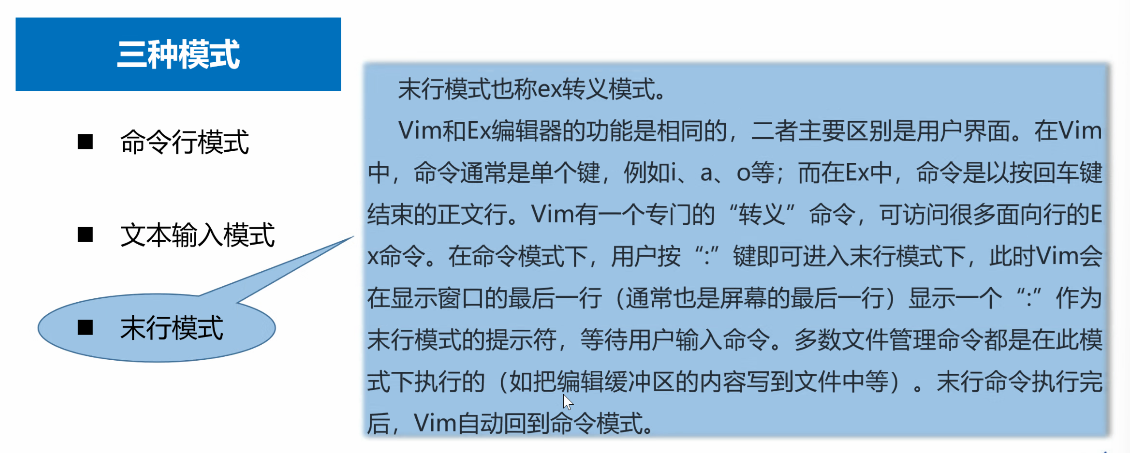 三种模式
■ 命令行模式
■ 文本输入模式
■ 末行模式
末行模式也称ex转义模式。
Vim和Ex编辑器的功能是相同的，二者主要区别是用户界面。在Vim
中，命令通常是单个键，例如i、a、o等；而在Ex中，命令是以按回车键
结束的正文行。Vim有一个专门的“转义”命令，可访问很多面向行的E
x命令。在命令模式下，用户按“:”键即可进入末行模式下，此时Vim会
在显示窗口的最后一行（通常也是屏幕的最后一行）显示一个“:”作为
末行模式的提示符，等待用户输入命令。多数文件管理命令都是在此模
式下执行的（如把编辑缓冲区的内容写到文件中等）。末行命令执行完
后，Vim自动回到命令模式。